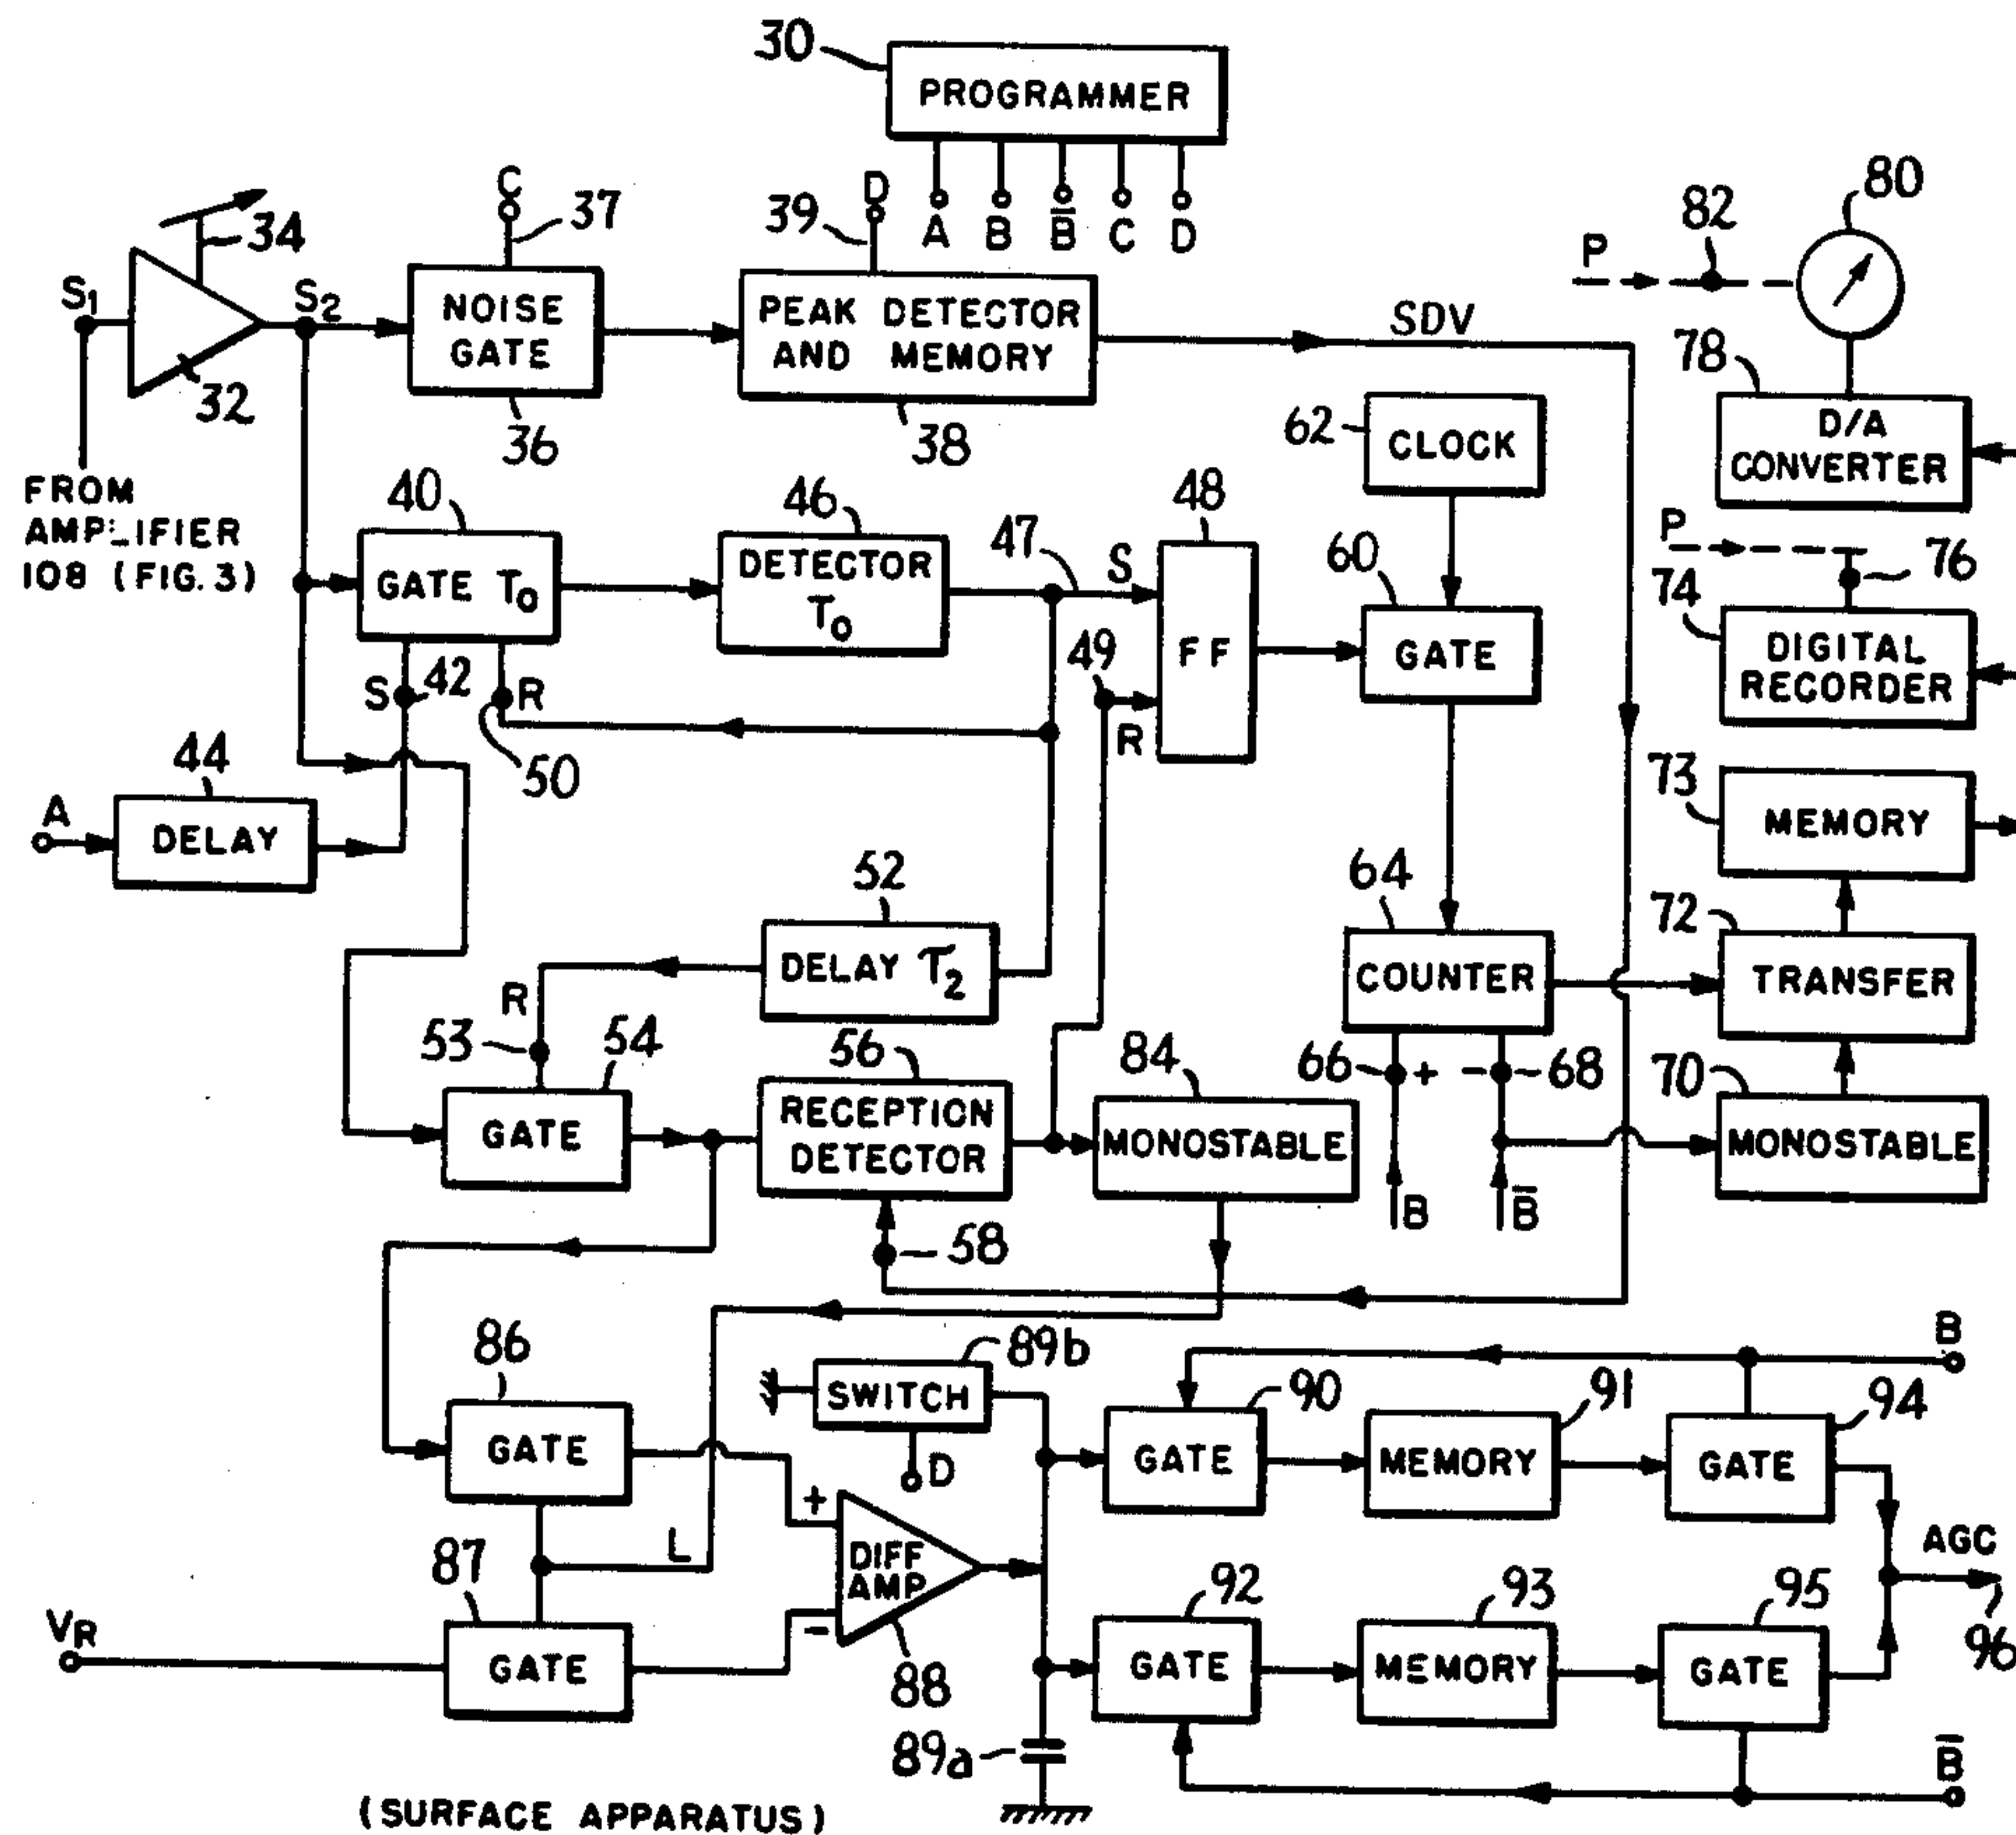 30
PROGRAMMER
A B B̅ C D
C
37
D
39
34
S1
S2
32
NOISE
GATE
36
PEAK DETECTOR
AND MEMORY
38
SDV
P
82
80
78
D/A
CONVERTER
62
CLOCK
FROM
AMPLIFIER
108 (FIG. 3)
40
GATE T0
46
DETECTOR
T0
47
S
48
FF
49
R
60
GATE
P
76
74
DIGITAL
RECORDER
S
42
R
50
44
A
DELAY
73
MEMORY
52
DELAY T2
R
53
64
COUNTER
72
TRANSFER
54
GATE
56
RECEPTION
DETECTOR
84
MONOSTABLE
66
+
-
68
70
MONOSTABLE
B
B̅
58
86
GATE
89b
SWITCH
D
90
GATE
91
MEMORY
94
GATE
B
L
+
DIFF
AMP
-
88
AGC
96
87
GATE
VR
92
GATE
93
MEMORY
95
GATE
89a
B̅
(SURFACE APPARATUS)